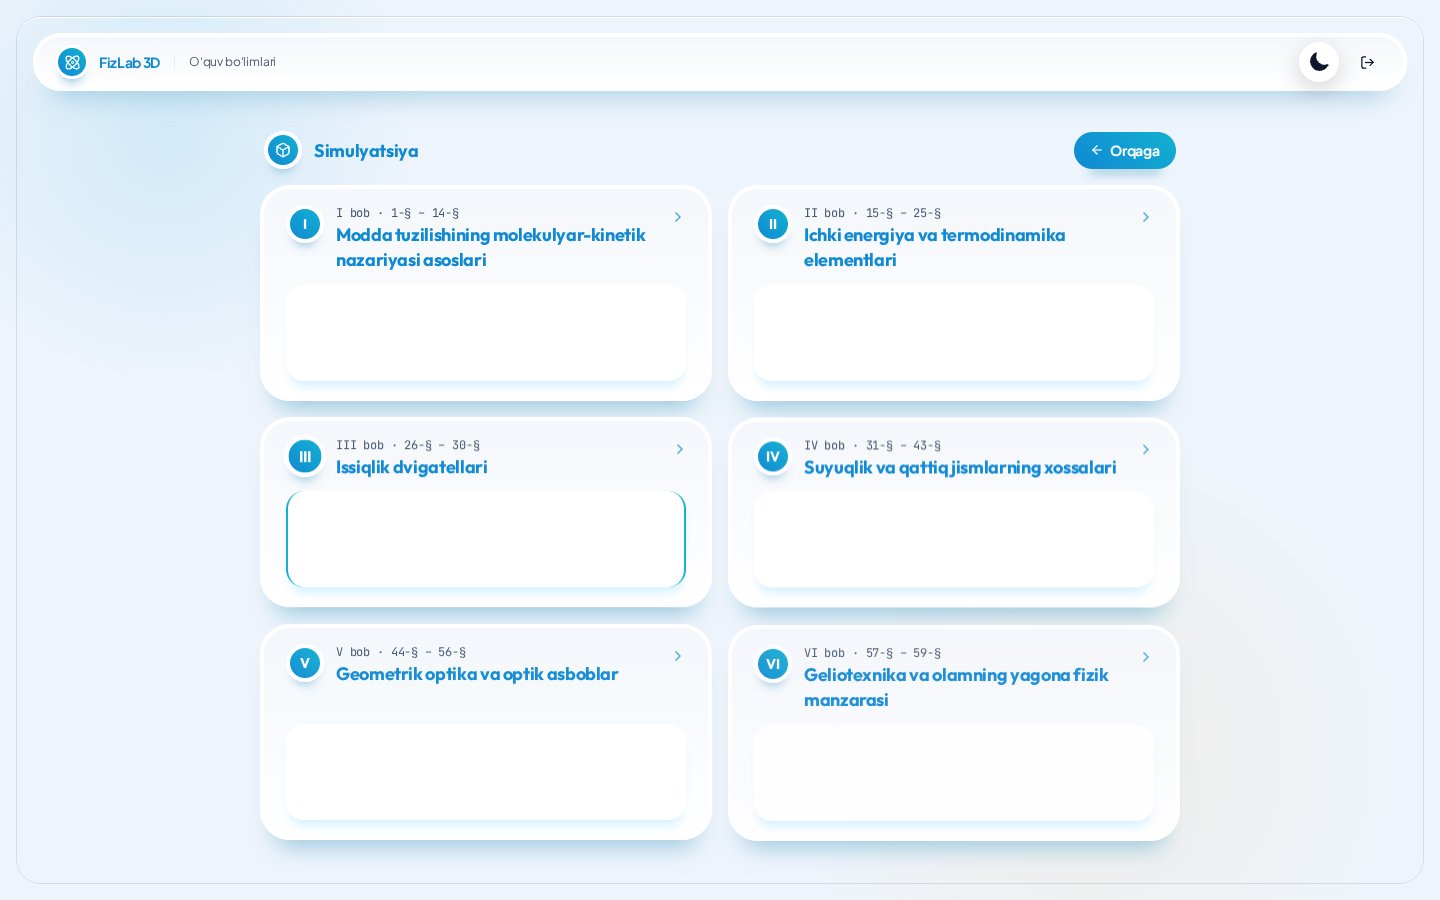 FizLab 3D
O'quv bo'limlari
Simulyatsiya
Orqaga
I
I bob · 1-§ – 14-§
Modda tuzilishining molekulyar-kinetik
nazariyasi asoslari
II
II bob · 15-§ – 25-§
Ichki energiya va termodinamika
elementlari
III
III bob · 26-§ – 30-§
Issiqlik dvigatellari
IV
IV bob · 31-§ – 43-§
Suyuqlik va qattiq jismlarning xossalari
V
V bob · 44-§ – 56-§
Geometrik optika va optik asboblar
VI
VI bob · 57-§ – 59-§
Geliotexnika va olamning yagona fizik
manzarasi